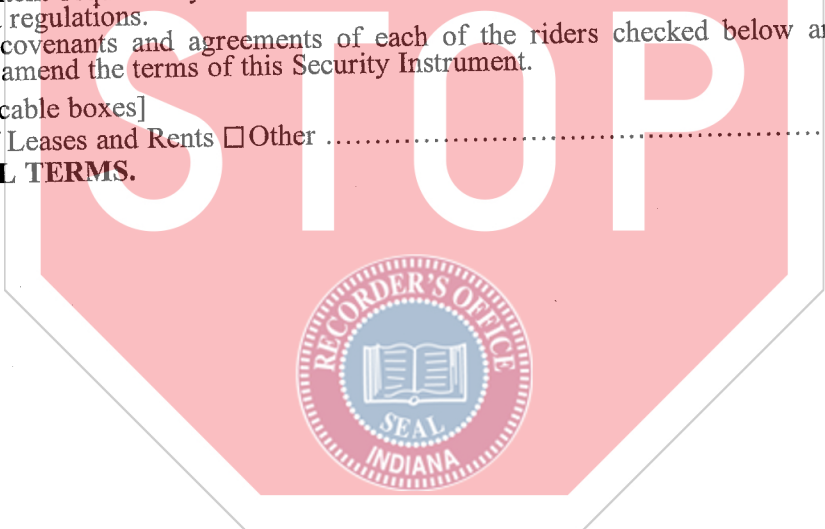 regulations.
covenants and agreements of each of the riders checked below
amend the terms of this Security Instrument.
cable boxes]
Leases and Rents ☐ Other ........................................................................
L TERMS.
STOP
RECORDER'S OFFICE
SEAL
INDIANA